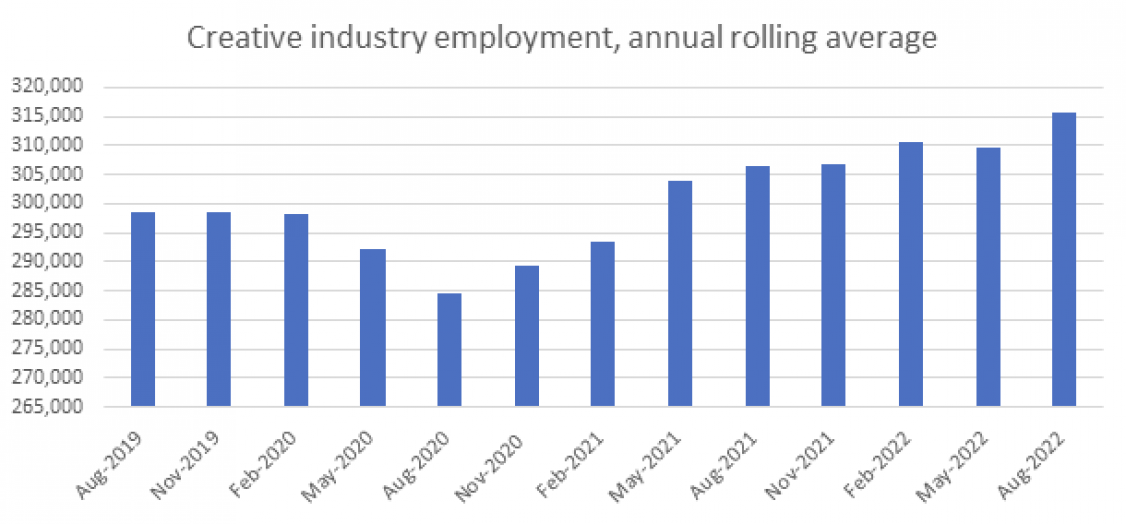 Creative industry employment, annual rolling average
320,000
315,000
310,000
305,000
300,000
295,000
290,000
285,000
280,000
275,000
270,000
265,000
Aug-2019
Nov-2019
Feb-2020
May-2020
Aug-2020
Nov-2020
Feb-2021
May-2021
Aug-2021
Nov-2021
Feb-2022
May-2022
Aug-2022